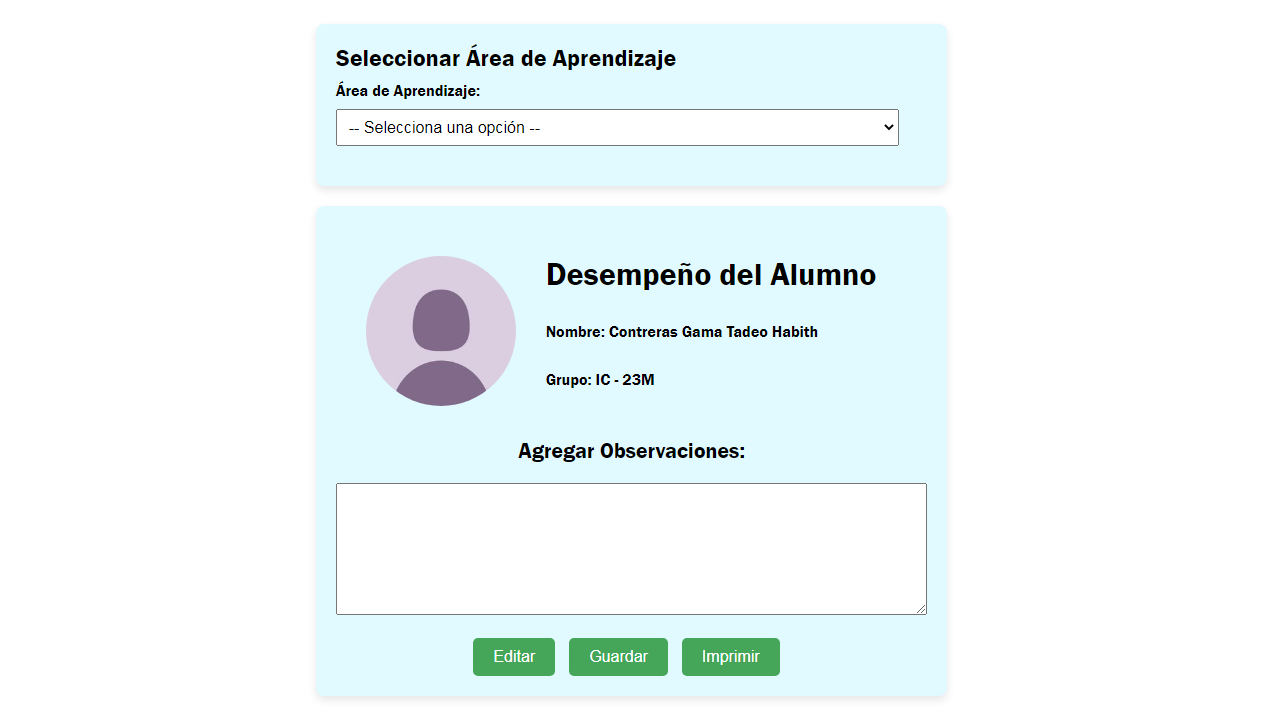 Seleccionar Área de Aprendizaje
Área de Aprendizaje:
-- Selecciona una opción --
Desempeño del Alumno
Nombre: Contreras Gama Tadeo Habith
Grupo: IC - 23M
Agregar Observaciones:
Editar
Guardar
Imprimir